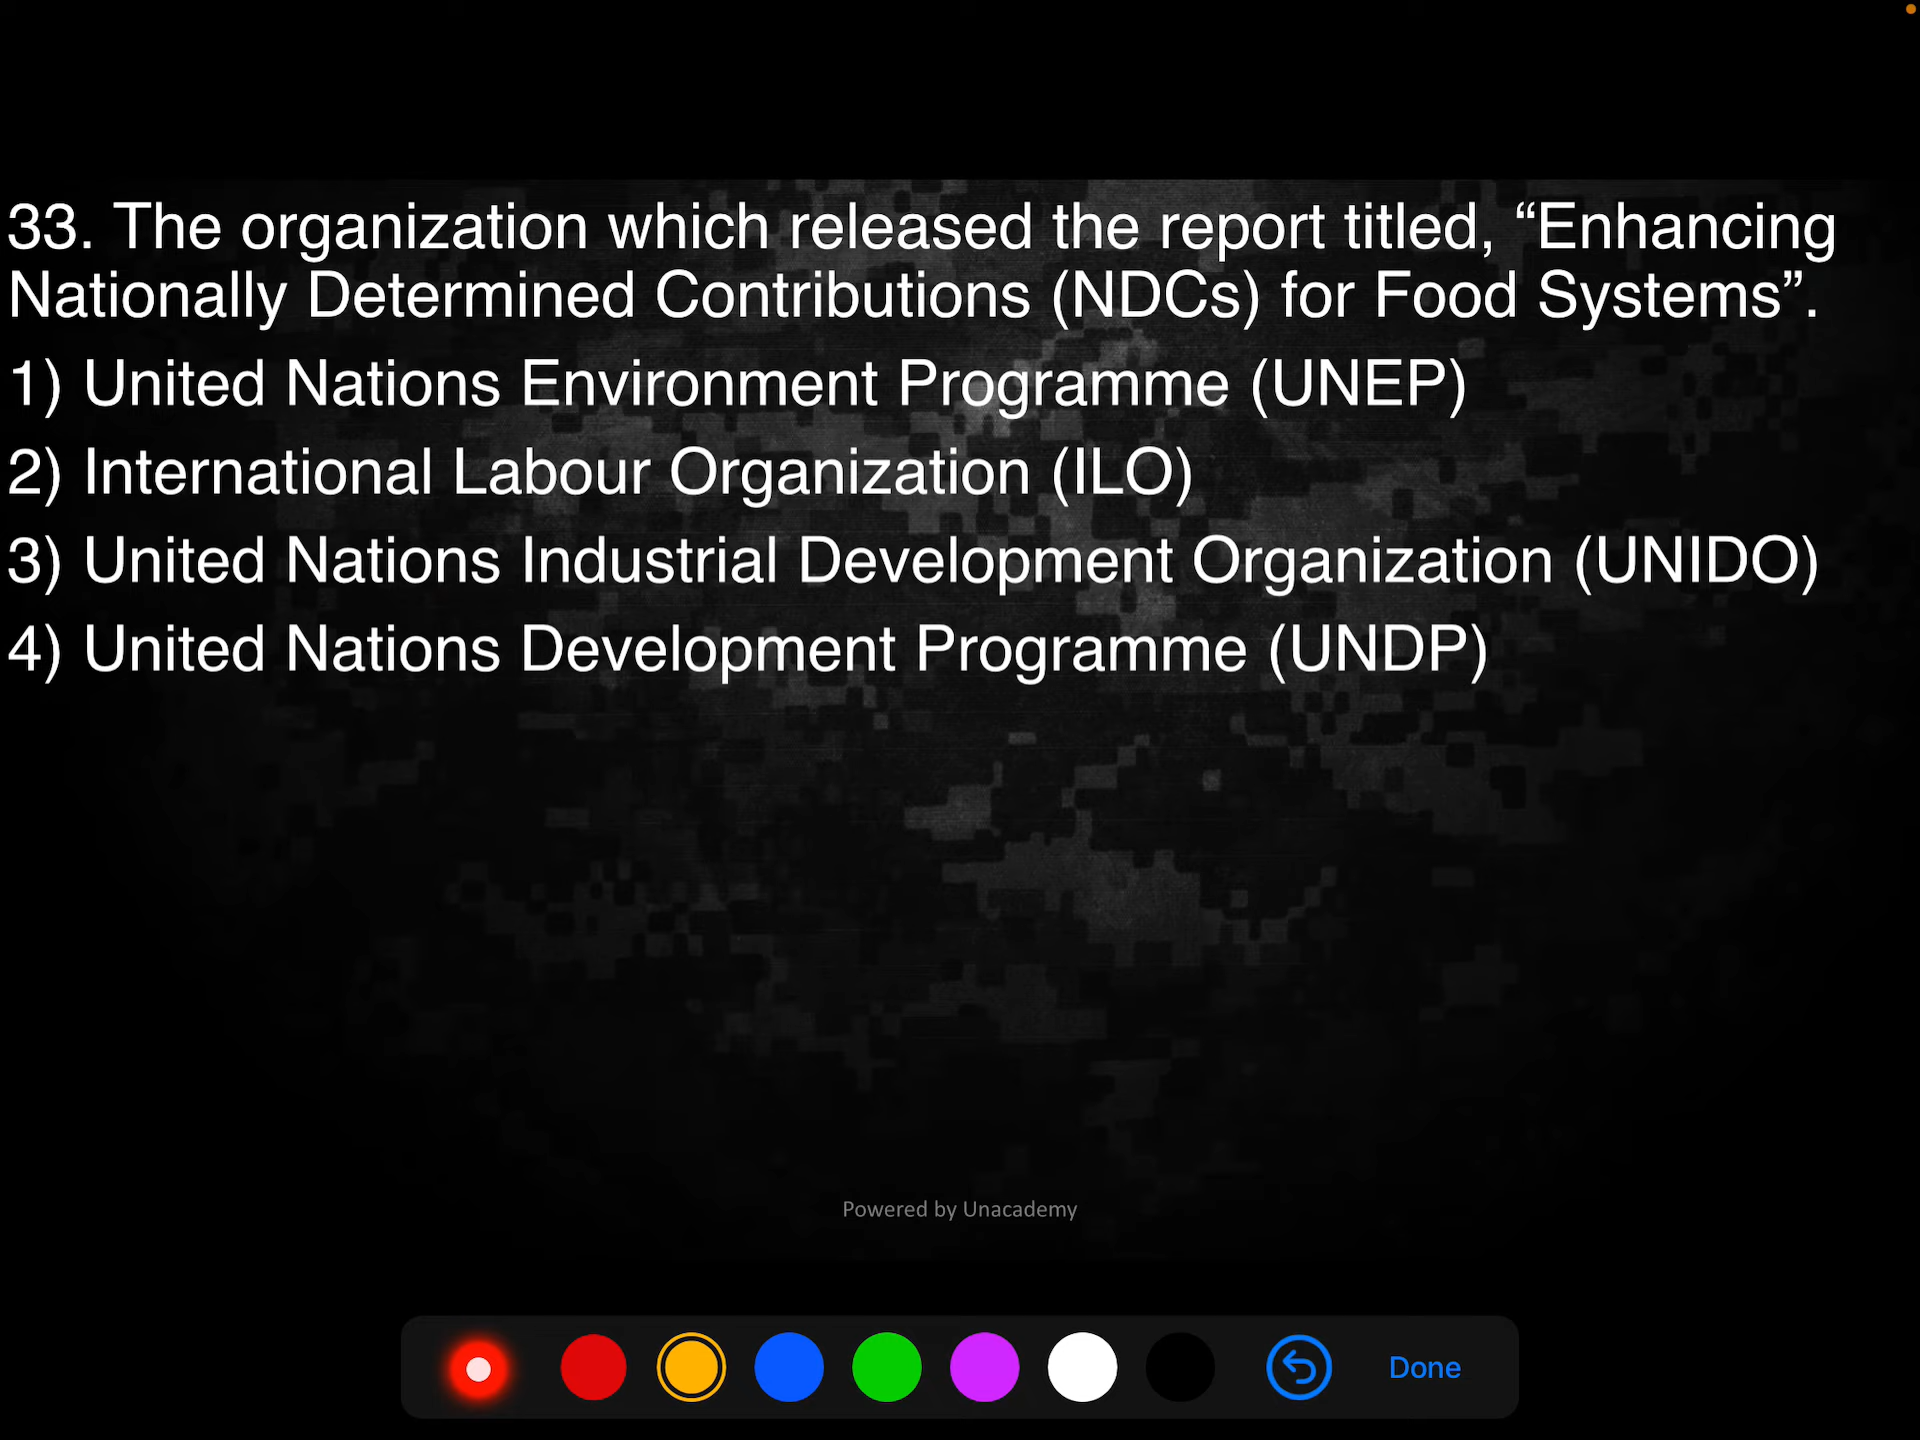 33. The organization which released the report titled, “Enhancing
Nationally Determined Contributions (NDCs) for Food Systems”.
1) United Nations Environment Programme (UNEP)
2) International Labour Organization (ILO)
3) United Nations Industrial Development Organization (UNIDO)
4) United Nations Development Programme (UNDP)
Powered by Unacademy
Done